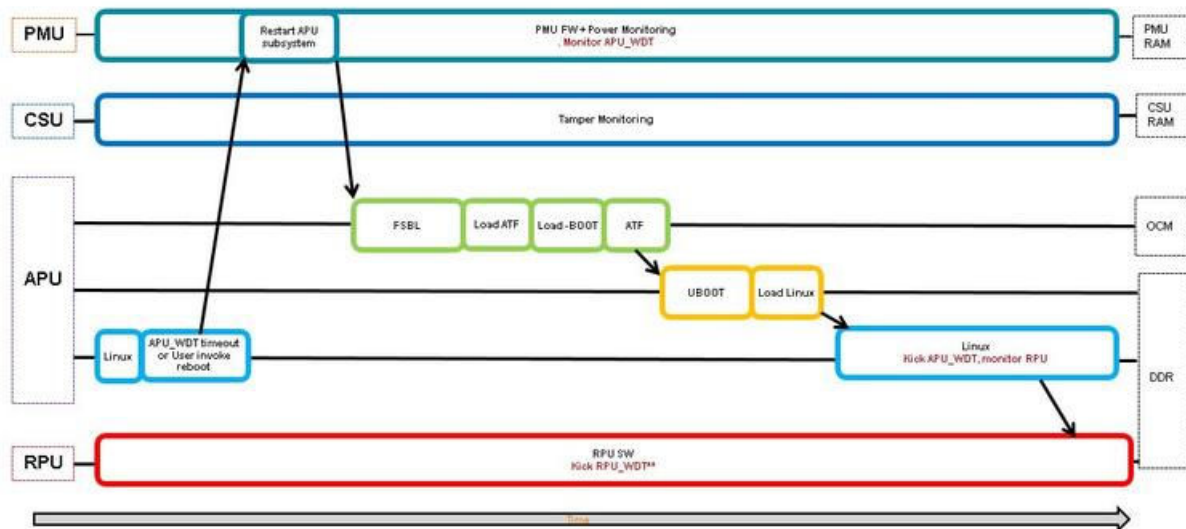 PMU
Restart APU
subsystem
PMU FW + Power Monitoring
. Monitor APU_WDT
PMU
RAM
CSU
Tamper Monitoring
CSU
RAM
APU
FSBL
Load ATF
Load -BOOT
ATF
OCM
UBOOT
Load Linux
Linux
APU_WDT timeout
or User invoke
reboot
Linux
Kick APU_WDT, monitor RPU
DDR
RPU
RPU SW
Kick RPU_WDT**
Time